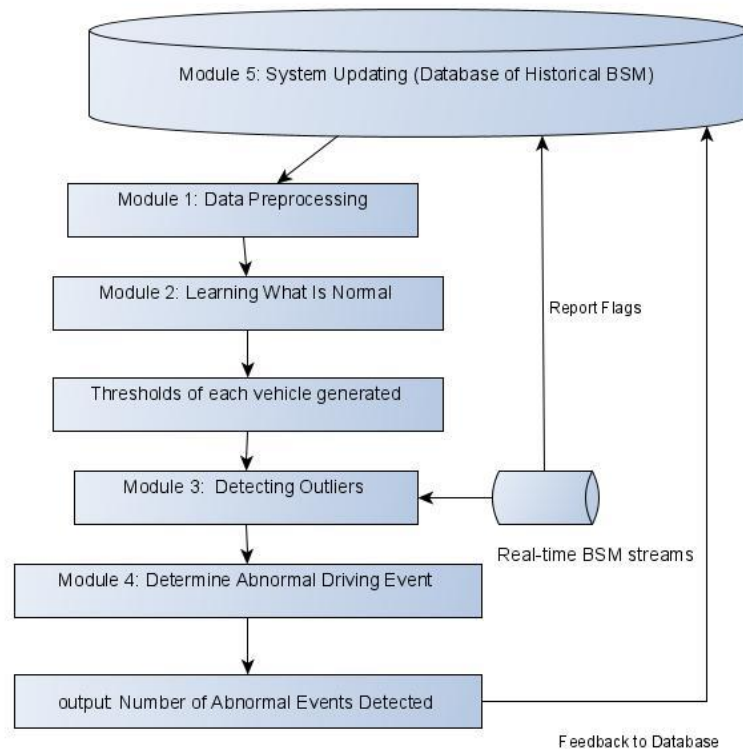 Module 5: System Updating (Database of Historical BSM)
Module 1: Data Preprocessing
Module 2: Learning What Is Normal
Report Flags
Thresholds of each vehicle generated
Module 3: Detecting Outliers
Real-time BSM streams
Module 4: Determine Abnormal Driving Event
output: Number of Abnormal Events Detected
Feedback to Database